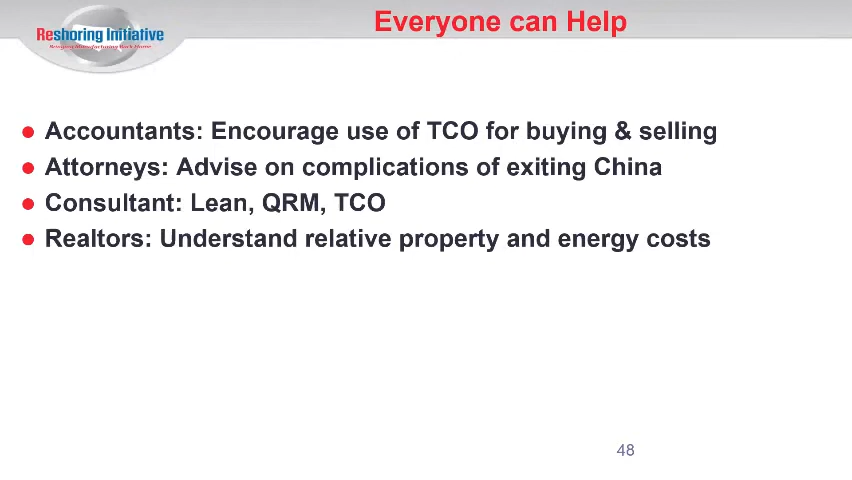 Reshoring Initiative
Bringing Manufacturing Back Home
Everyone can Help
Accountants: Encourage use of TCO for buying & selling
Attorneys: Advise on complications of exiting China
Consultant: Lean, QRM, TCO
Realtors: Understand relative property and energy costs
48